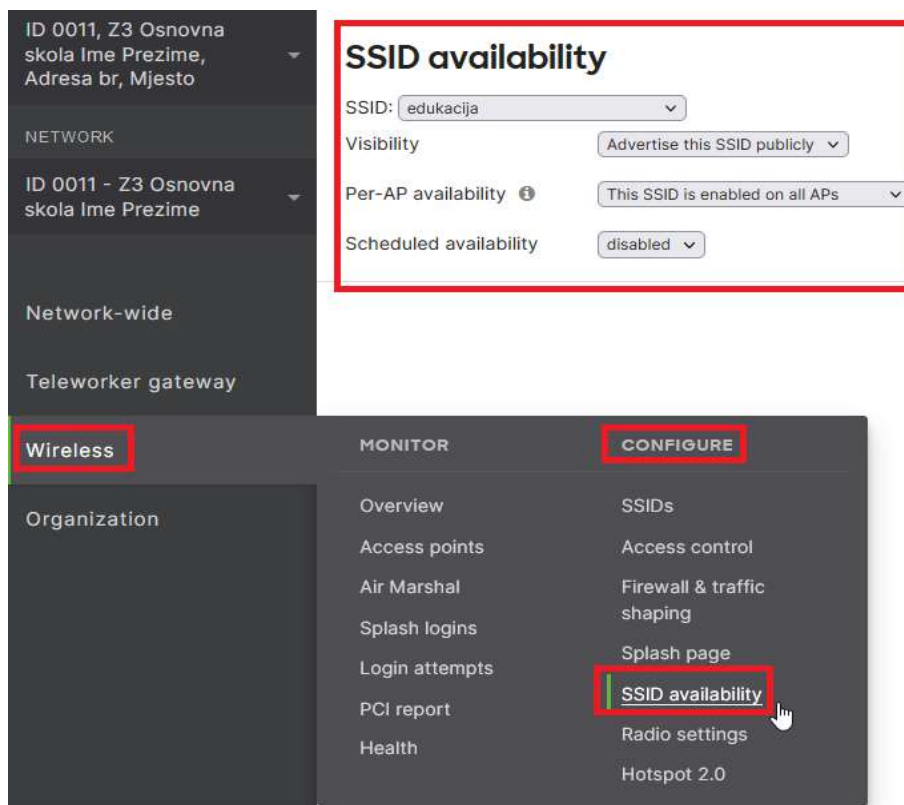 ID 0011, Z3 Osnovna
skola Ime Prezime,
Adresa br, Mjesto
NETWORK
ID 0011 - Z3 Osnovna
skola Ime Prezime
Network-wide
Teleworker gateway
Wireless
Organization
SSID availability
SSID: edukacija
Visibility Advertise this SSID publicly
Per-AP availability This SSID is enabled on all APs
Scheduled availability disabled
MONITOR
Overview
Access points
Air Marshal
Splash logins
Login attempts
PCI report
Health
CONFIGURE
SSIDs
Access control
Firewall & traffic
shaping
Splash page
SSID availability
Radio settings
Hotspot 2.0